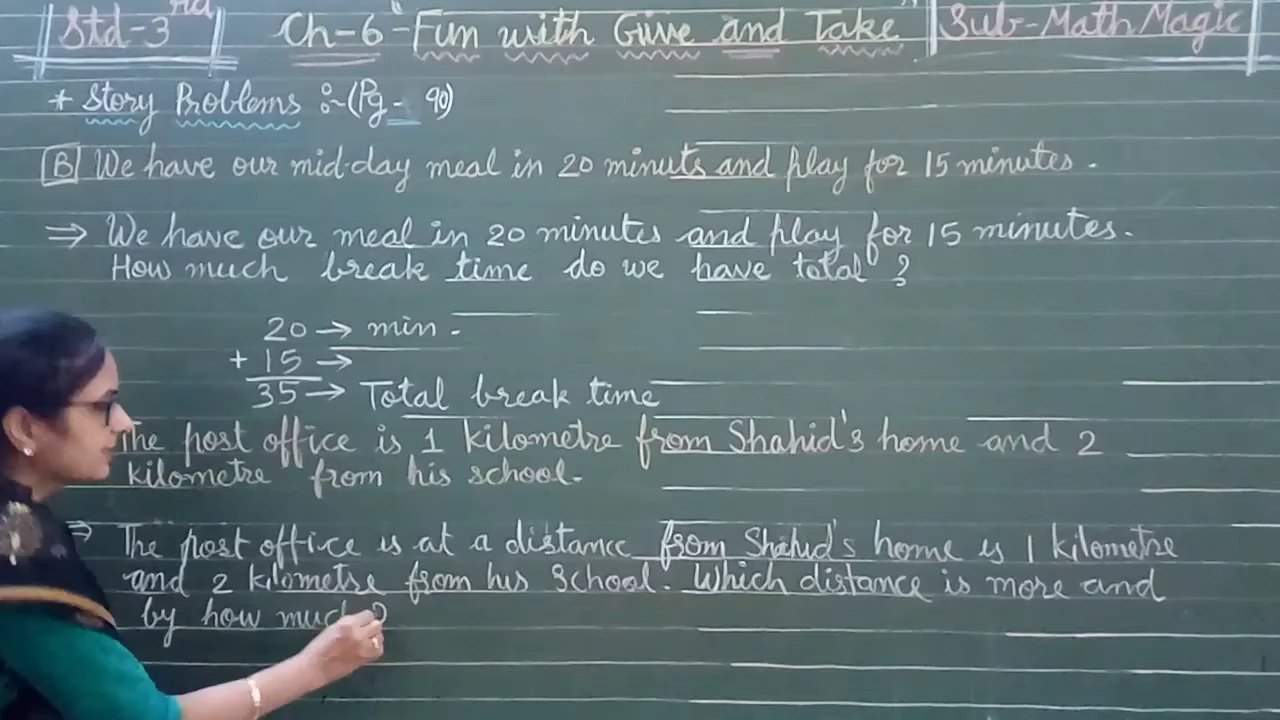 Std-3rd Ch-6 "Fun with Give and Take" Sub-Math Magic
* Story Problems :~ (Pg- 90)
B We have our mid-day meal in 20 minuts and play for 15 minutes.
⇒ We have our meal in 20 minutes and play for 15 minutes.
How much break time do we have total ?
20 → min.
+ 15 →
35 → Total break time
The post office is 1 kilometre from Shahid's home and 2
kilometre from his school.
⇒ The post office is at a distance from Shahid's home is 1 kilometre
and 2 kilometre from his School. Which distance is more and
by how much ?